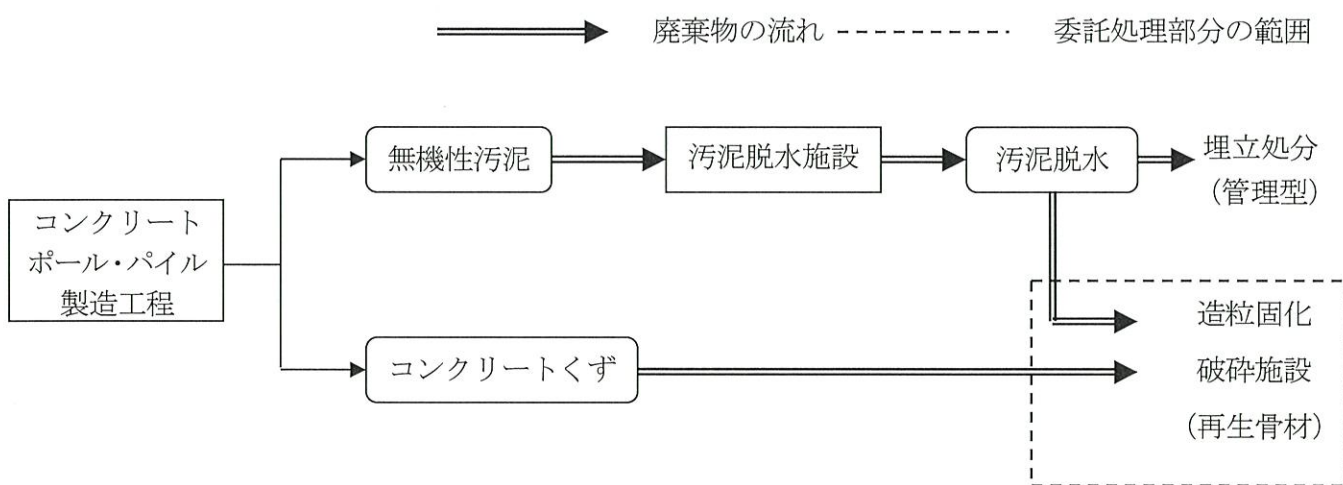 廃棄物の流れ
委託処理部分の範囲
無機性汚泥
汚泥脱水施設
汚泥脱水
埋立処分
（管理型）
コンクリート
ポール・パイル
製造工程
造粒固化
コンクリートくず
破砕施設
（再生骨材）